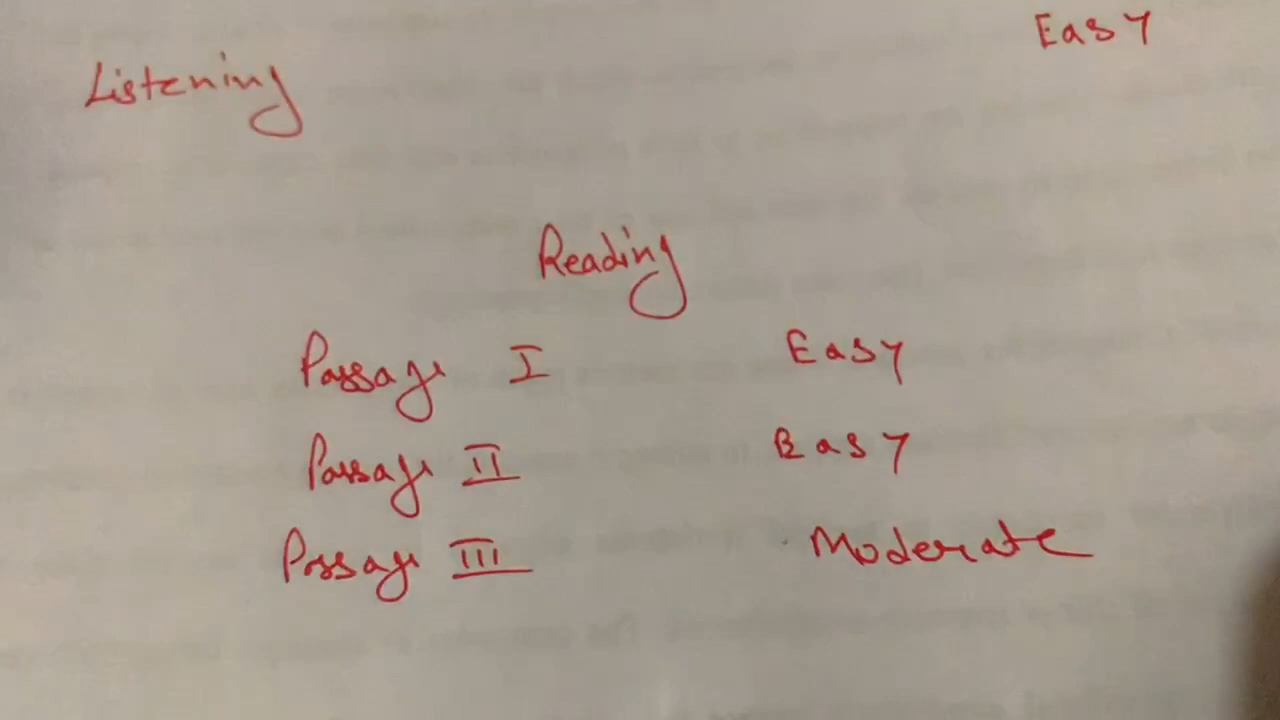 Easy
Listening
Reading
Passage I Easy
Passage II Easy
Passage III Moderate